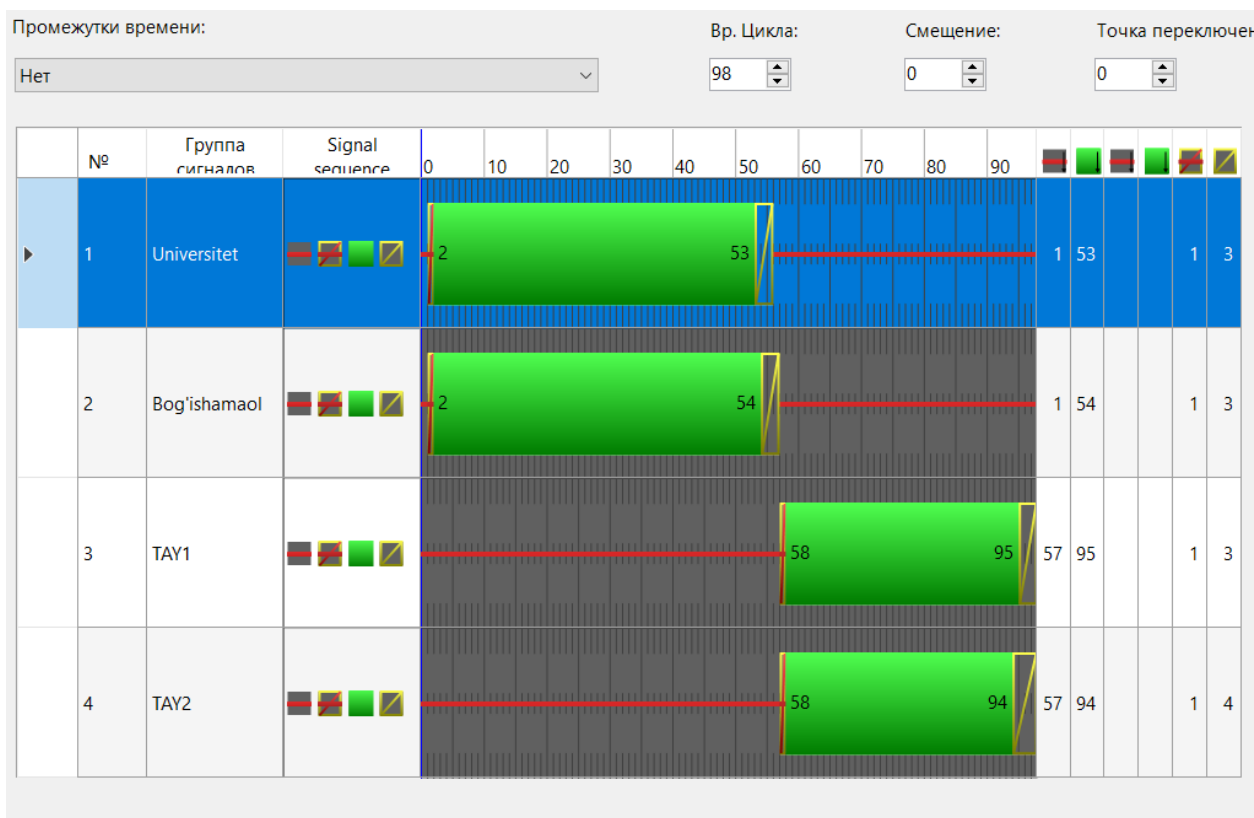 Промежутки времени: Вр. Цикла: Смещение: Точка переключен
Нет 98 0 0
№ Группа сигналов Signal sequence 0 10 20 30 40 50 60 70 80 90
1 Universitet 2 53 1 53 1 3
2 Bog'ishamaol 2 54 1 54 1 3
3 TAY1 58 95 57 95 1 3
4 TAY2 58 94 57 94 1 4